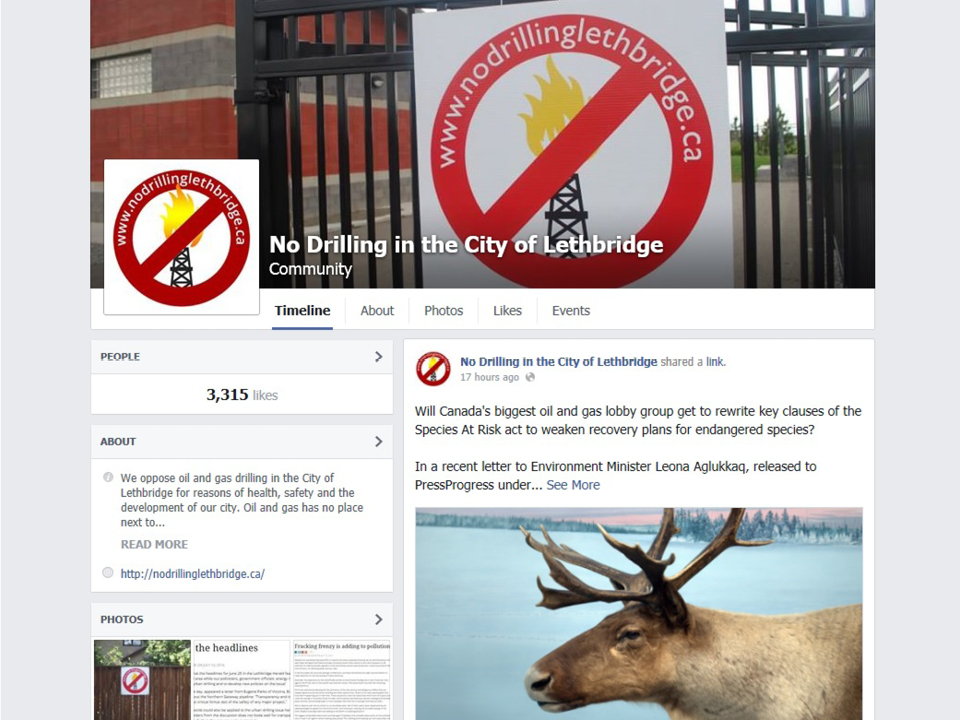 www.nodrillinglethbridge.ca
www.nodrillinglethbridge.ca
No Drilling in the City of Lethbridge
Community
Timeline About Photos Likes Events
PEOPLE
3,315 likes
ABOUT
We oppose oil and gas drilling in the City of
Lethbridge for reasons of health, safety and the
development of our city. Oil and gas has no place
next to...
READ MORE
http://nodrillinglethbridge.ca/
PHOTOS
the headlines
Fracking frenzy is adding to pollution
No Drilling in the City of Lethbridge shared a link.
17 hours ago
Will Canada's biggest oil and gas lobby group get to rewrite key clauses of the
Species At Risk act to weaken recovery plans for endangered species?
In a recent letter to Environment Minister Leona Aglukkaq, released to
PressProgress under... See More